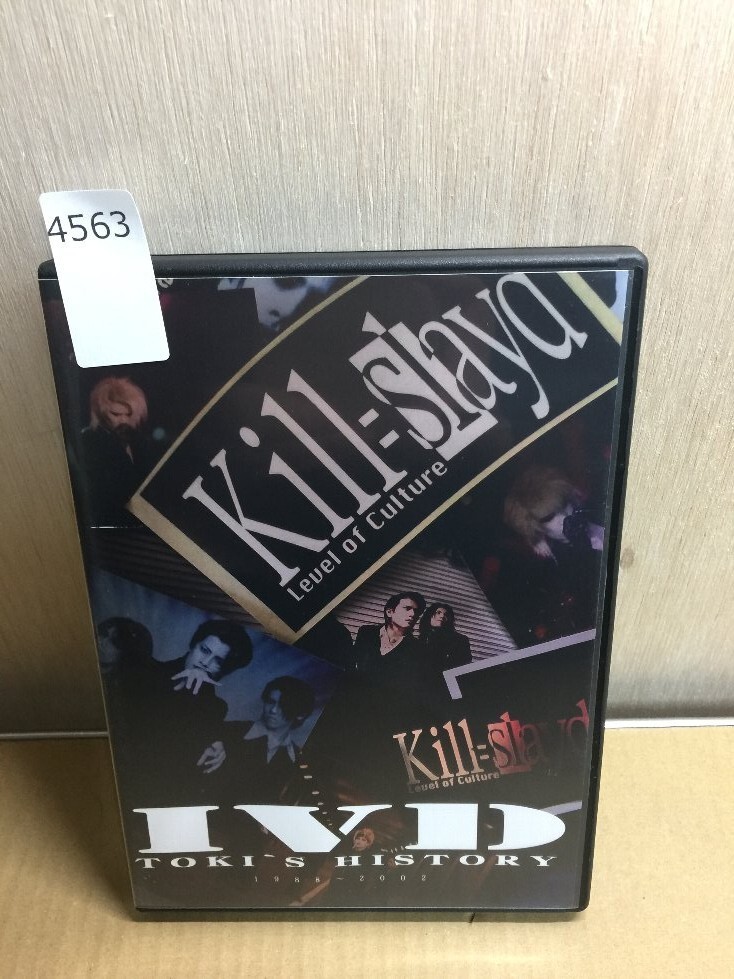 4563
Kill=slayd
Level of Culture
Kill=slayd
Level of Culture
IVD
TOKI`S HISTORY
1988~2002